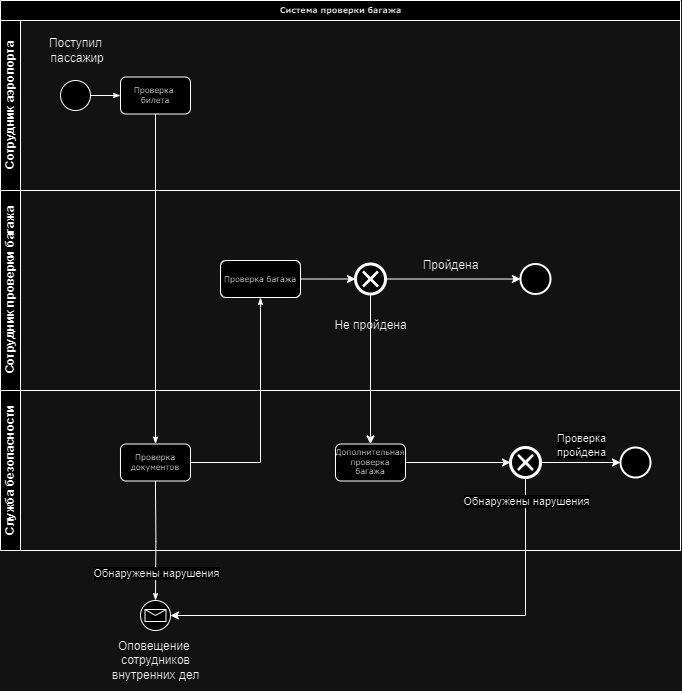 Система проверки багажа
Сотрудник аэропорта
Поступил
пассажир
Проверка
билета
Сотрудник проверки багажа
Проверка багажа
Пройдена
Не пройдена
Служба безопасности
Проверка
документов
Дополнительная
проверка
багажа
Проверка
пройдена
Обнаружены нарушения
Обнаружены нарушения
Оповещение
сотрудников
внутренних дел